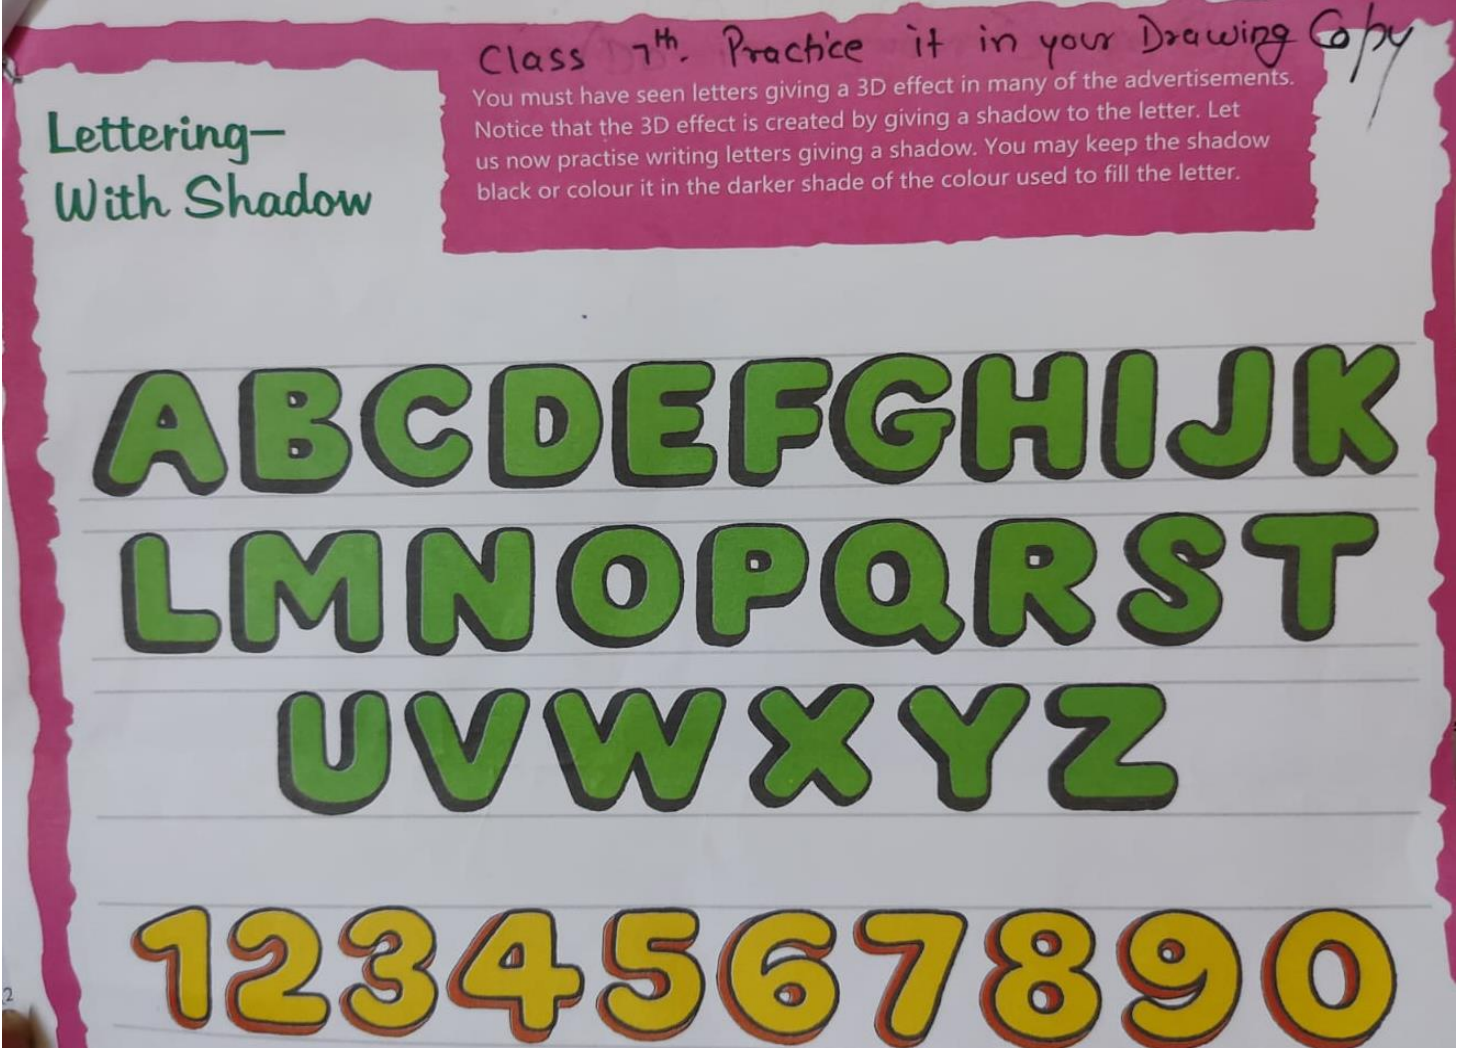 Class 7th. Practice it in your Drawing Copy
Lettering—
With Shadow
You must have seen letters giving a 3D effect in many of the advertisements.
Notice that the 3D effect is created by giving a shadow to the letter. Let
us now practise writing letters giving a shadow. You may keep the shadow
black or colour it in the darker shade of the colour used to fill the letter.
ABCDEFGHIJK
LMNOPQRST
UVWXYZ
1234567890
2